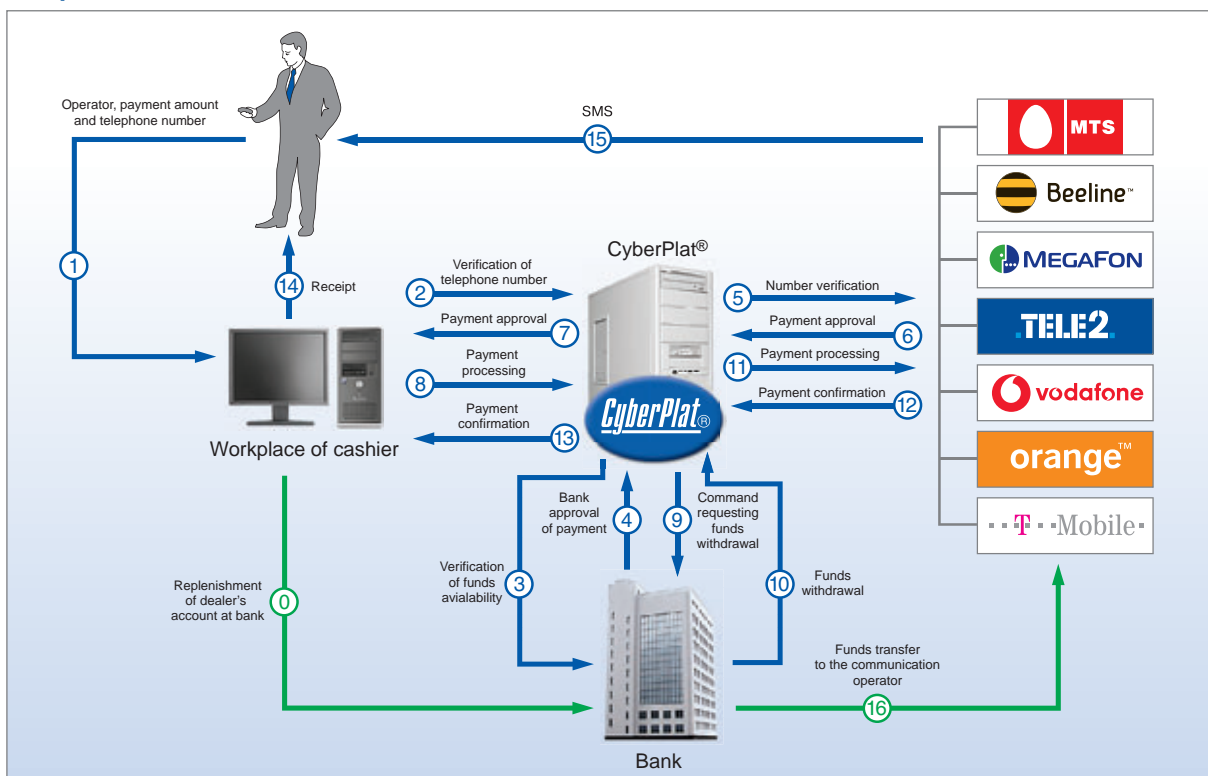 Operator, payment amount
and telephone number
SMS
15
MTS
Beeline™
MEGAFON
TELE2
vodafone
orange™
T··Mobile
1
14
Receipt
CyberPlat®
2
Verification of
telephone number
7
Payment approval
8
Payment
processing
13
Payment
confirmation
5
Number verification
6
Payment approval
11
Payment processing
12
Payment confirmation
CyberPlat®
Workplace of cashier
Bank
approval
of payment
4
9
Command
requesting
funds
withdrawal
Verification
of funds
avialability
3
10
Funds
withdrawal
Replenishment
of dealer's
account at bank
0
Funds transfer
to the communication
operator
16
Bank